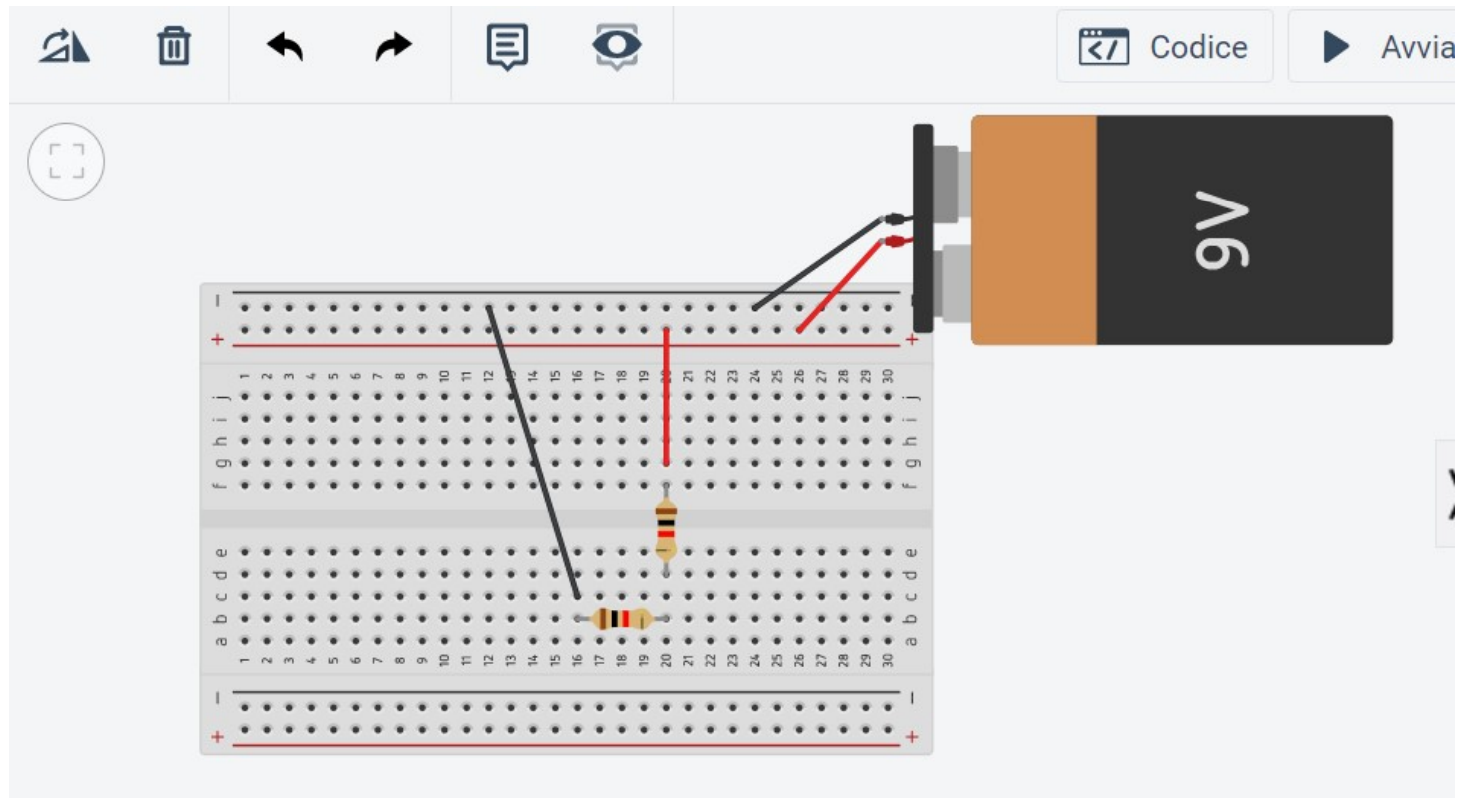 Codice
Avvia
9V
− −
+ +
1 2 3 4 5 6 7 8 9 10 11 12 13 14 15 16 17 18 19 20 21 22 23 24 25 26 27 28 29 30
j j
i i
h h
g g
f f
e e
d d
c c
b b
a a
1 2 3 4 5 6 7 8 9 10 11 12 13 14 15 16 17 18 19 20 21 22 23 24 25 26 27 28 29 30
− −
+ +